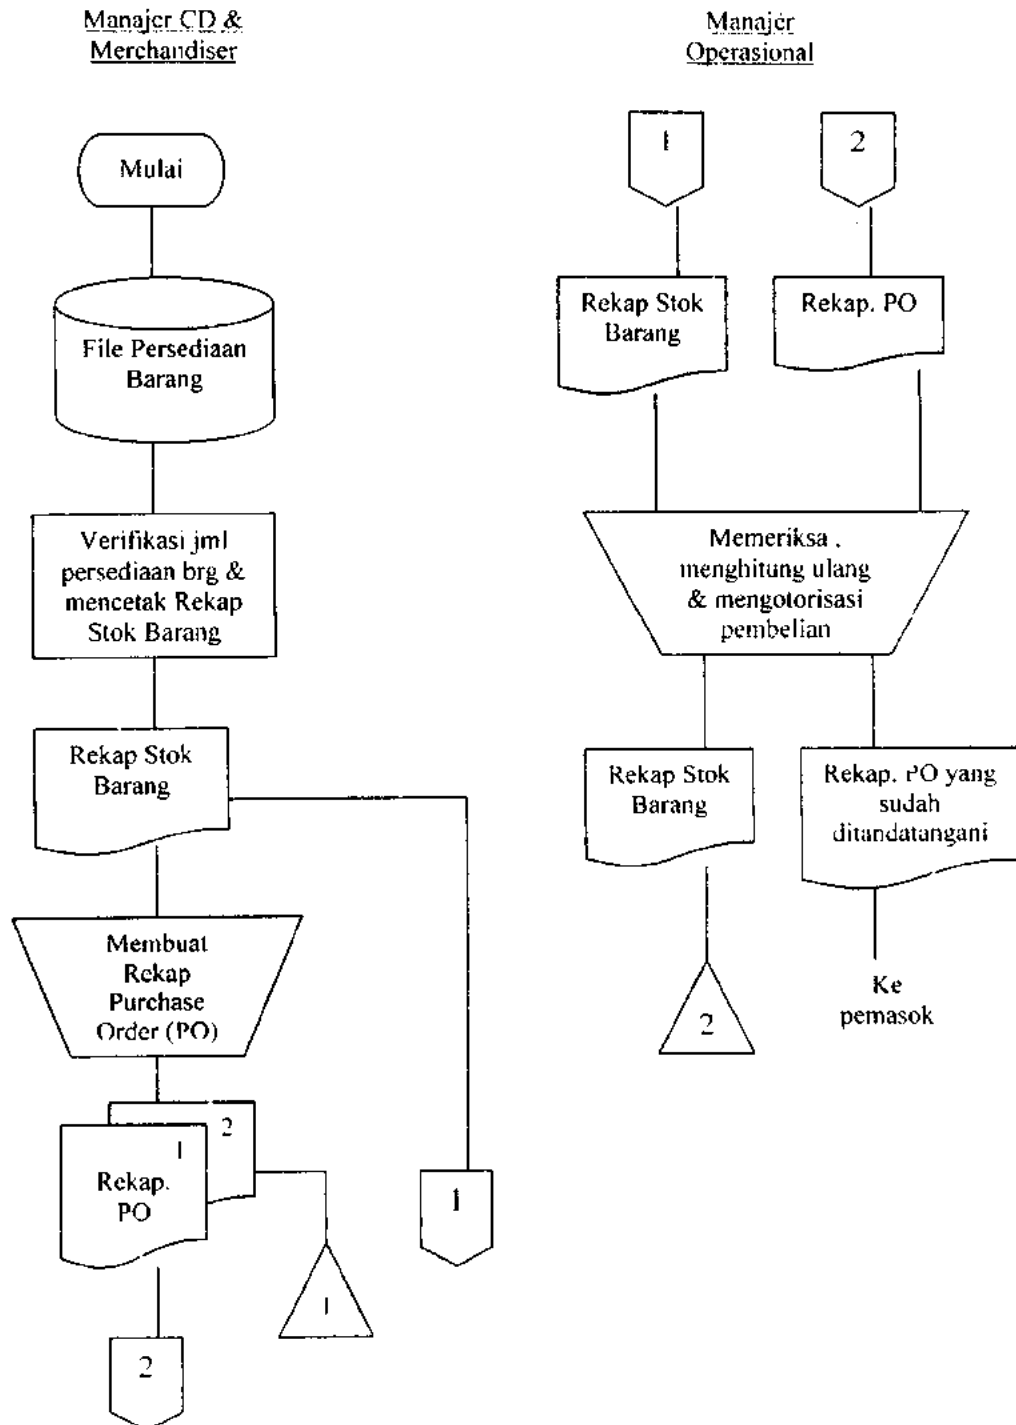 Manajer CD &
Merchandiser
Mulai
File Persediaan
Barang
Verifikasi jml
persediaan brg &
mencetak Rekap
Stok Barang
Rekap Stok
Barang
Membuat
Rekap
Purchase
Order (PO)
2
1
Rekap.
PO
1
1
2
Manajer
Operasional
1
2
Rekap Stok
Barang
Rekap. PO
Memeriksa ,
menghitung ulang
& mengotorisasi
pembelian
Rekap Stok
Barang
Rekap. PO yang
sudah
ditandatangani
2
Ke
pemasok